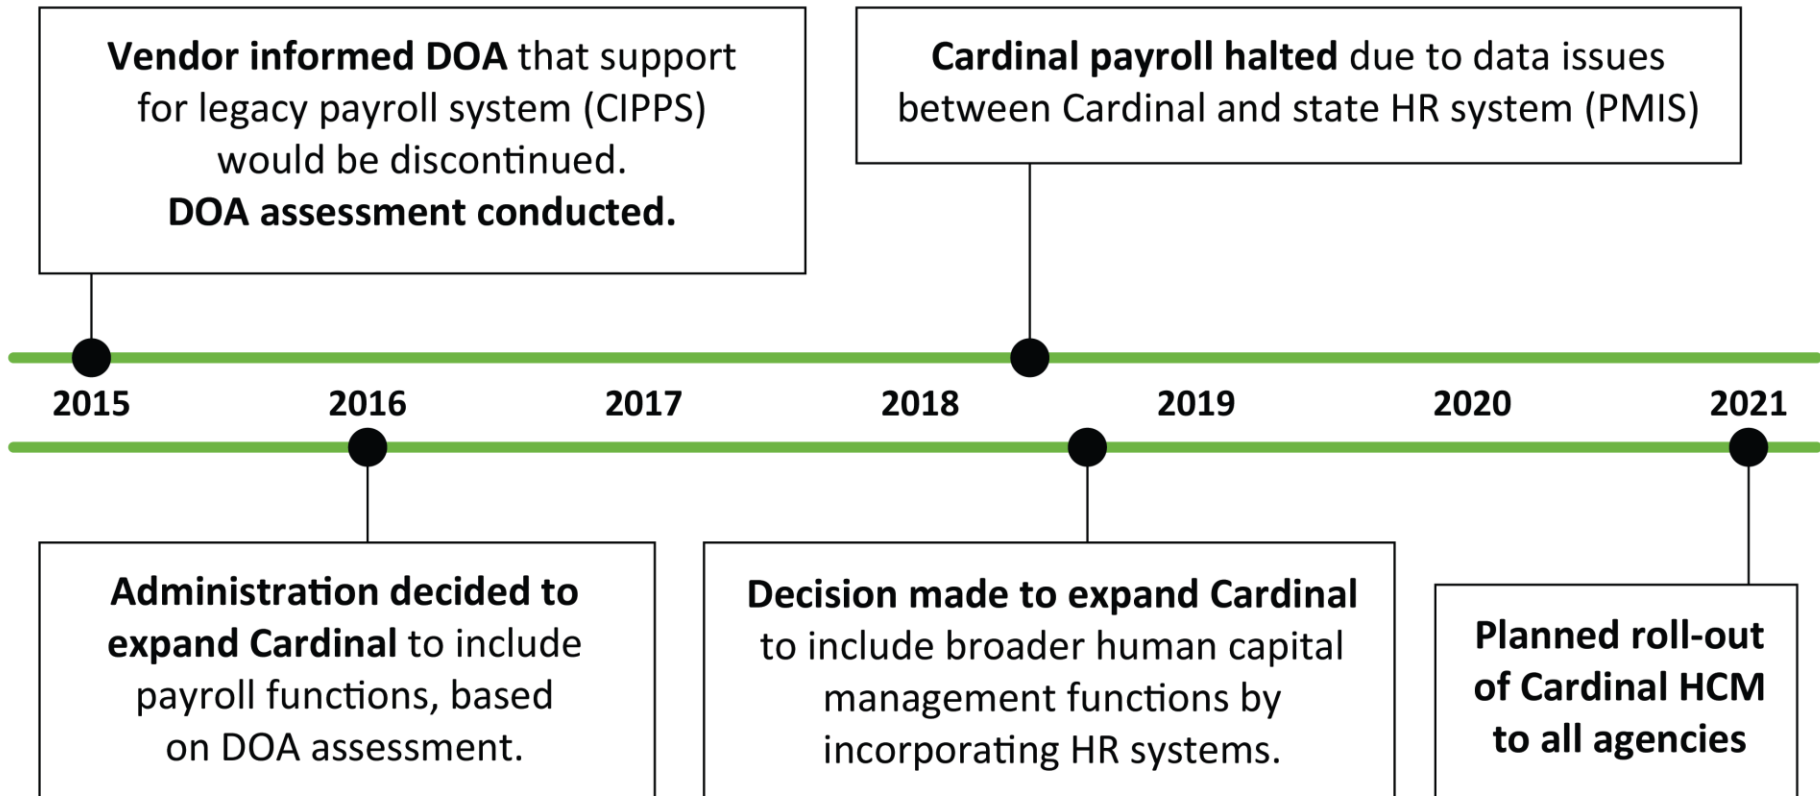 Vendor informed DOA that support
for legacy payroll system (CIPPS)
would be discontinued.
DOA assessment conducted.
Cardinal payroll halted due to data issues
between Cardinal and state HR system (PMIS)
2015 2016 2017 2018 2019 2020 2021
Administration decided to
expand Cardinal to include
payroll functions, based
on DOA assessment.
Decision made to expand Cardinal
to include broader human capital
management functions by
incorporating HR systems.
Planned roll-out
of Cardinal HCM
to all agencies